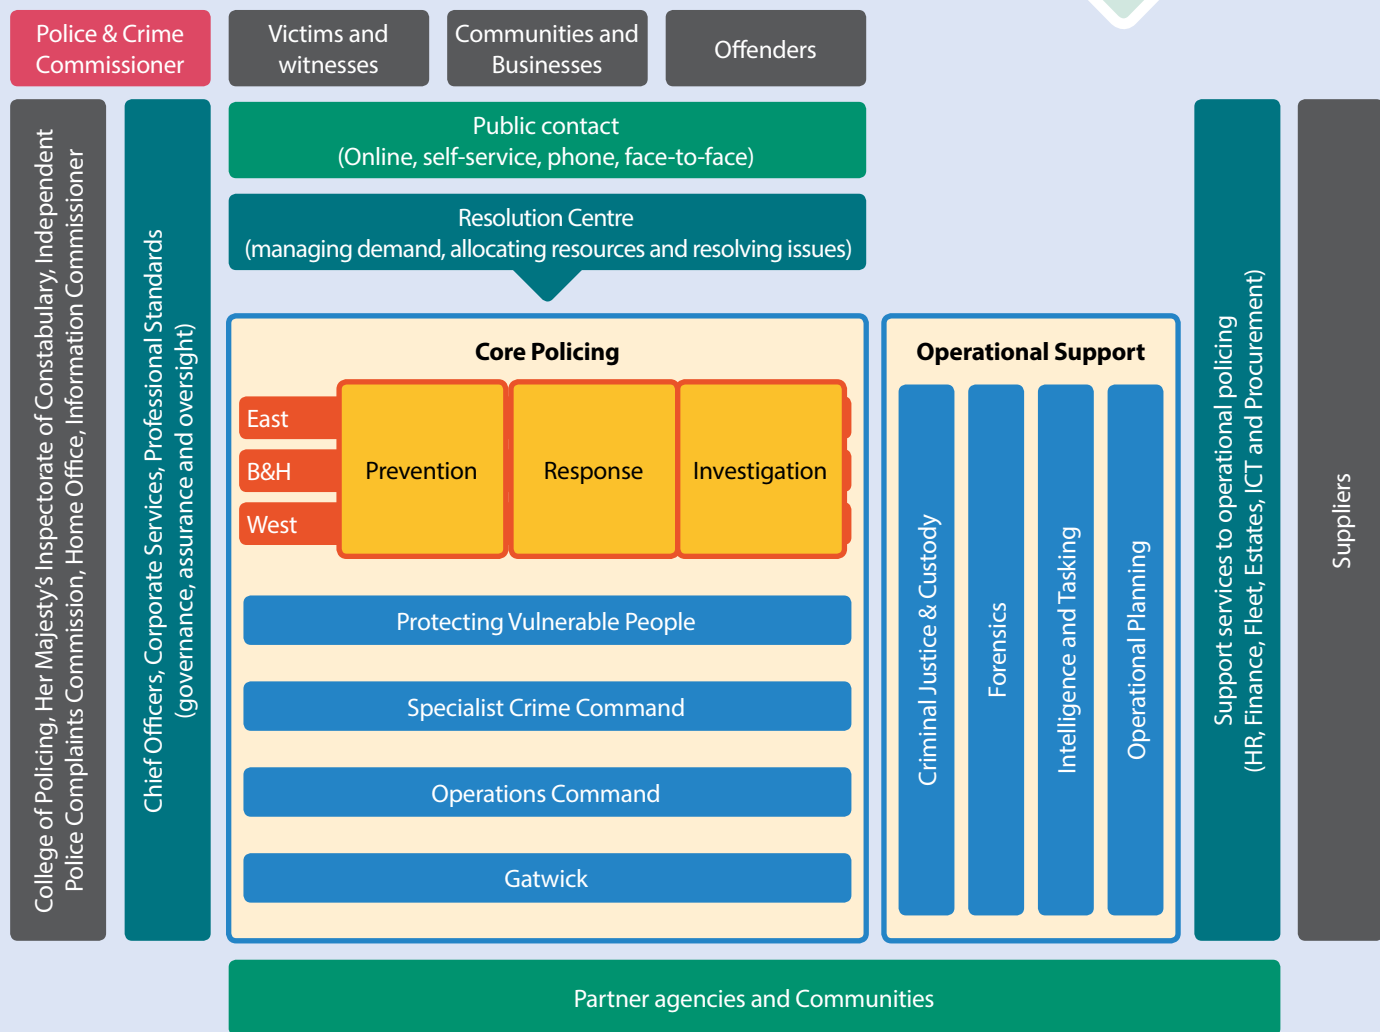 Police & Crime
Commissioner
Victims and
witnesses
Communities and
Businesses
Offenders
College of Policing, Her Majesty’s Inspectorate of Constabulary, Independent
Police Complaints Commission, Home Office, Information Commissioner
Chief Officers, Corporate Services, Professional Standards
(governance, assurance and oversight)
Public contact
(Online, self-service, phone, face-to-face)
Resolution Centre
(managing demand, allocating resources and resolving issues)
Core Policing
East
B&H
West
Prevention
Response
Investigation
Protecting Vulnerable People
Specialist Crime Command
Operations Command
Gatwick
Operational Support
Criminal Justice & Custody
Forensics
Intelligence and Tasking
Operational Planning
Support services to operational policing
(HR, Finance, Fleet, Estates, ICT and Procurement)
Suppliers
Partner agencies and Communities